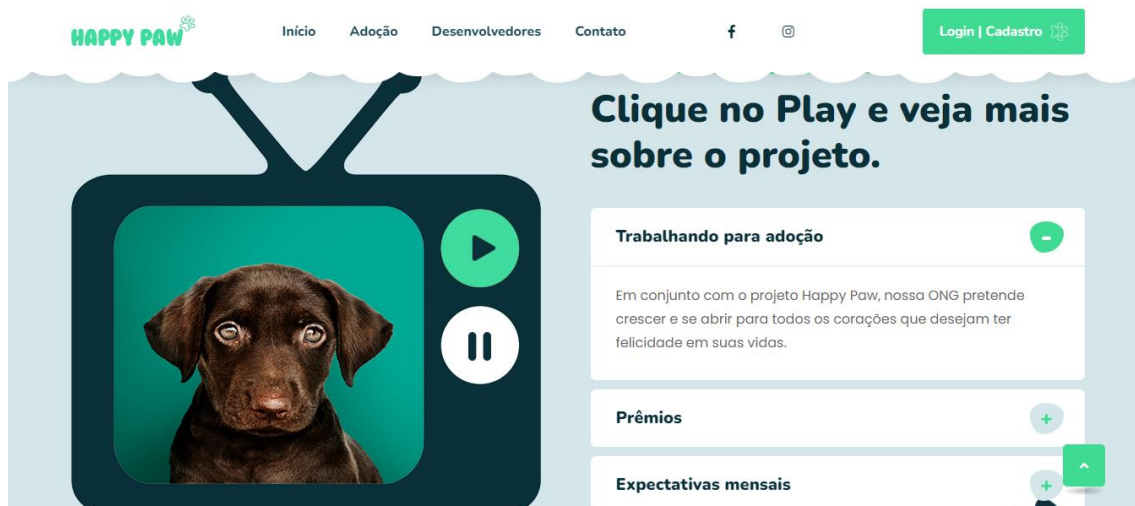 HAPPY PAW
Início Adoção Desenvolvedores Contato
Login | Cadastro
Clique no Play e veja mais
sobre o projeto.
Trabalhando para adoção
Em conjunto com o projeto Happy Paw, nossa ONG pretende
crescer e se abrir para todos os corações que desejam ter
felicidade em suas vidas.
Prêmios
Expectativas mensais